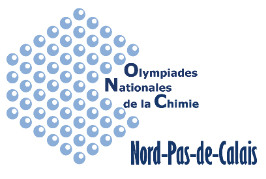 Olympiades
Nationales
de la Chimie
Nord-Pas-de-Calais